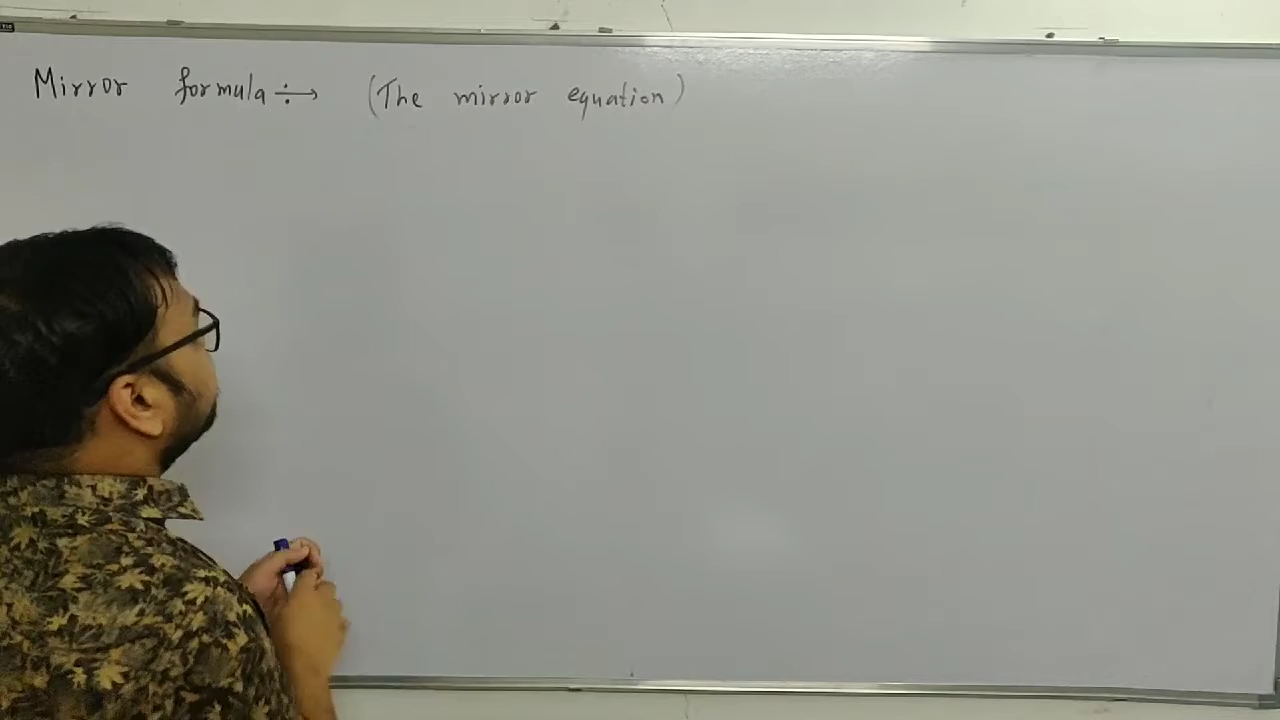 Mirror formula ÷→ (The mirror equation)